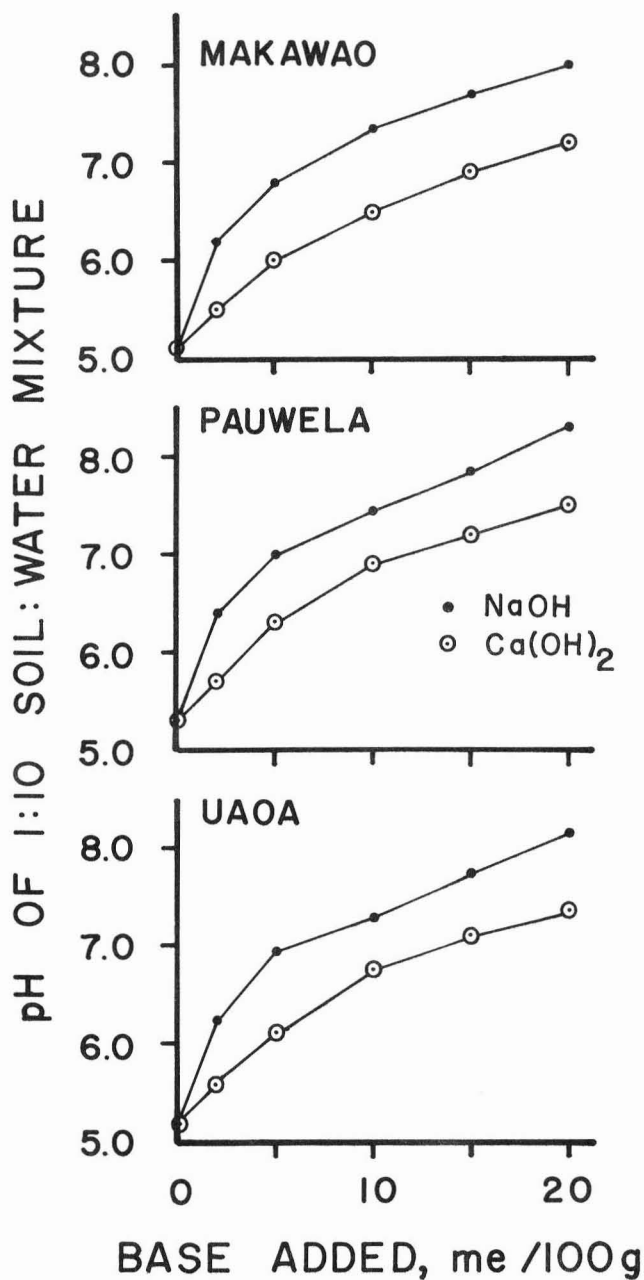 pH OF 1:10 SOIL:WATER MIXTURE
MAKAWAO
8.0
7.0
6.0
5.0
PAUWELA
8.0
7.0
6.0
5.0
NaOH
Ca(OH)2
UAOA
8.0
7.0
6.0
5.0
0 10 20
BASE ADDED, me/100g